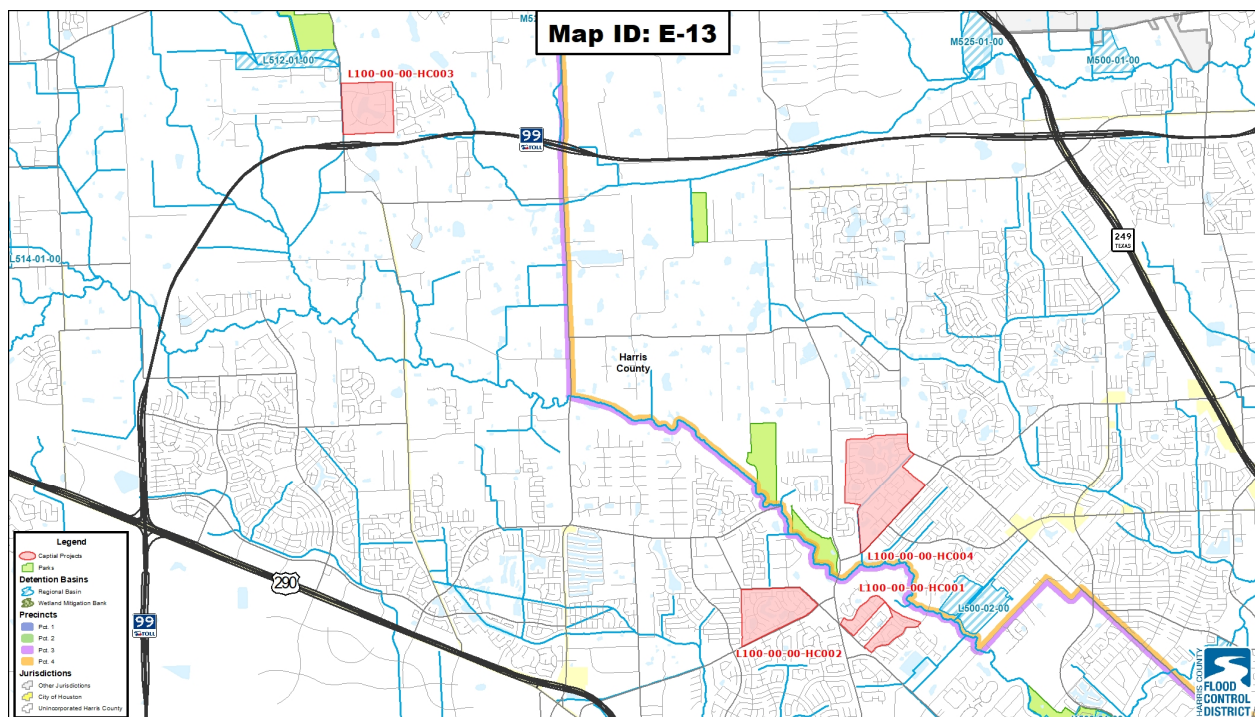 Map ID: E-13
M525-01-00
M500-01-00
L512-01-00
L100-00-00-HC003
99
TOLL
249
TEXAS
L514-01-00
Harris
County
L100-00-00-HC004
L100-00-00-HC001
L500-02-00
L100-00-00-HC002
290
99
TOLL
Legend
Captial Projects
Parks
Detention Basins
Regional Basin
Wetland Mitigation Bank
Precincts
Pct. 1
Pct. 2
Pct. 3
Pct. 4
Jurisdictions
Other Jurisdictions
City of Houston
Unincorporated Harris County
HARRIS COUNTY
FLOOD
CONTROL
DISTRICT